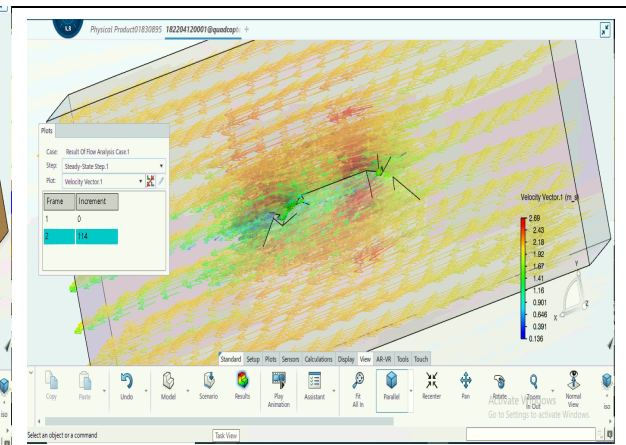 Physical Product01830895 182204120001@quadcopt +
Plots
Case: Result Of Flow Analysis Case.1
Step: Steady-State Step.1
Plot: Velocity Vector.1
Frame Increment
1 0
2 114
Velocity Vector.1 (m_s)
2.69
2.43
2.18
1.92
1.67
1.41
1.16
0.901
0.646
0.391
0.136
Y
X
Z
Standard Setup Plots Sensors Calculations Display View AR-VR Tools Touch
Copy Paste Undo Model Scenario Results Play Animation Assistant Fit All In Parallel Recenter Pan Rotate Zoom In Out Normal View iso
iso
Activate Windows
Go to Settings to activate Windows.
Select an object or a command
Task View